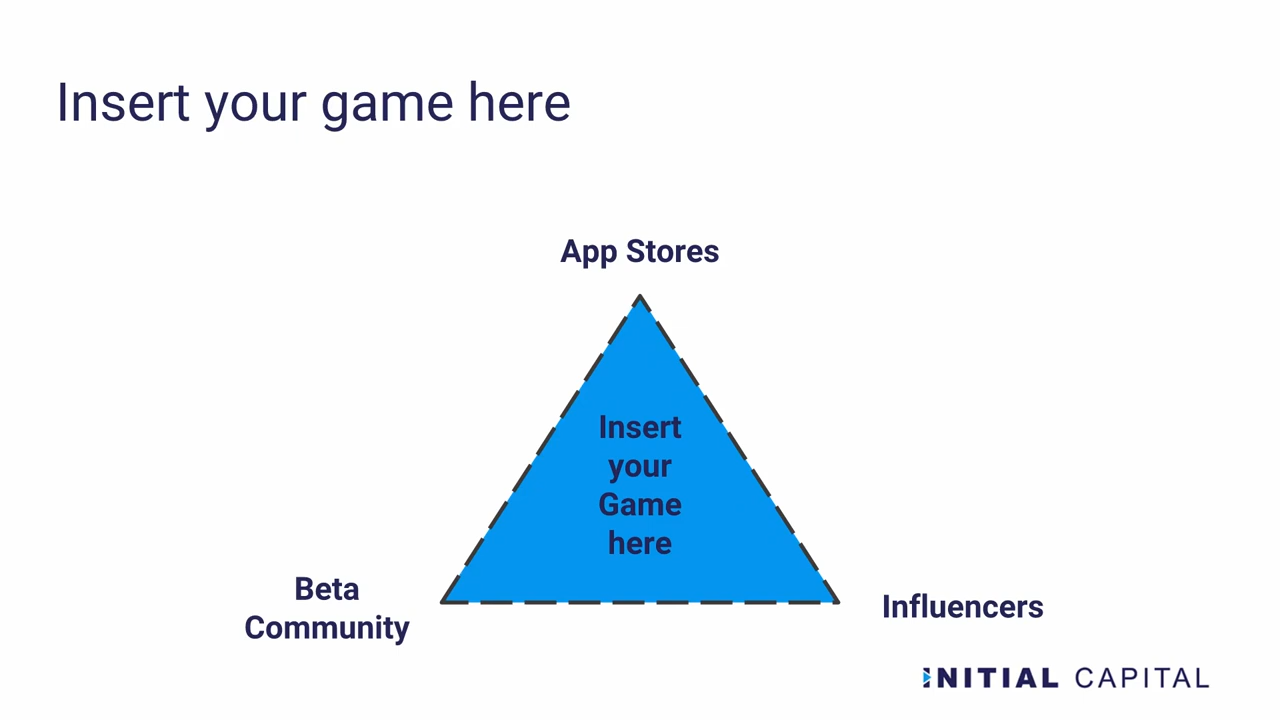 Insert your game here
App Stores
Insert
your
Game
here
Beta
Community
Influencers
INITIAL CAPITAL